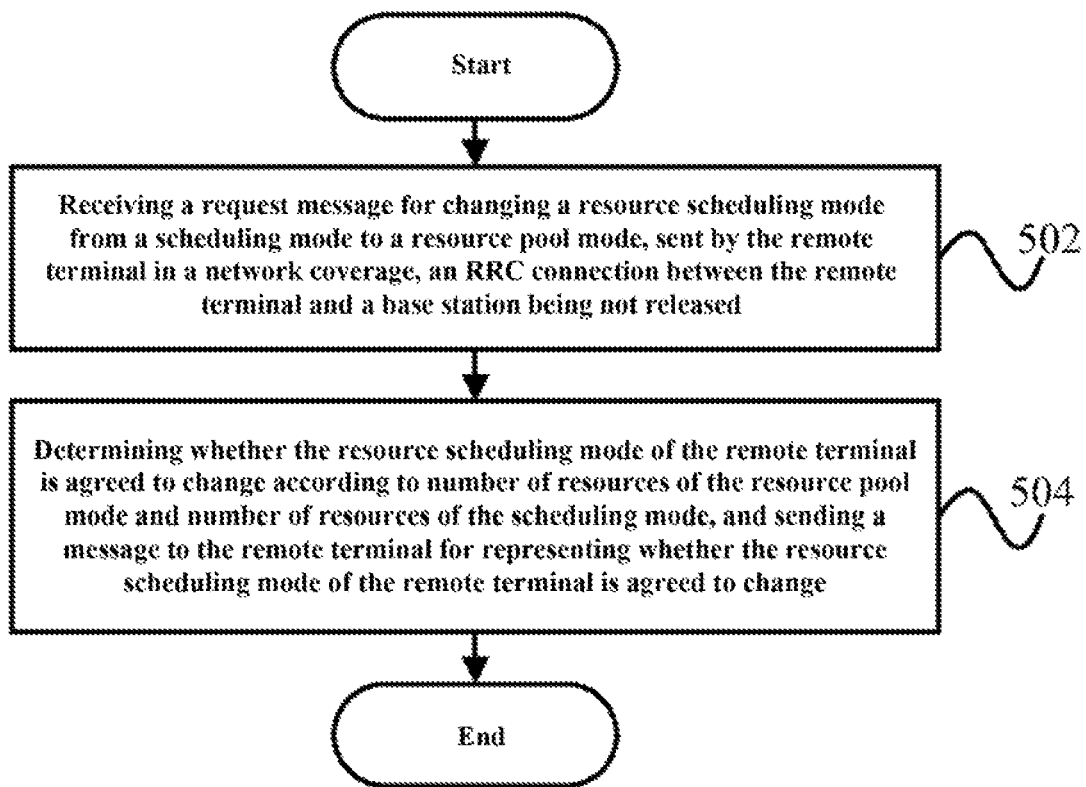 Start
Receiving a request message for changing a resource scheduling mode
from a scheduling mode to a resource pool mode, sent by the remote
terminal in a network coverage, an RRC connection between the remote
terminal and a base station being not released
502
Determining whether the resource scheduling mode of the remote terminal
is agreed to change according to number of resources of the resource pool
mode and number of resources of the scheduling mode, and sending a
message to the remote terminal for representing whether the resource
scheduling mode of the remote terminal is agreed to change
504
End